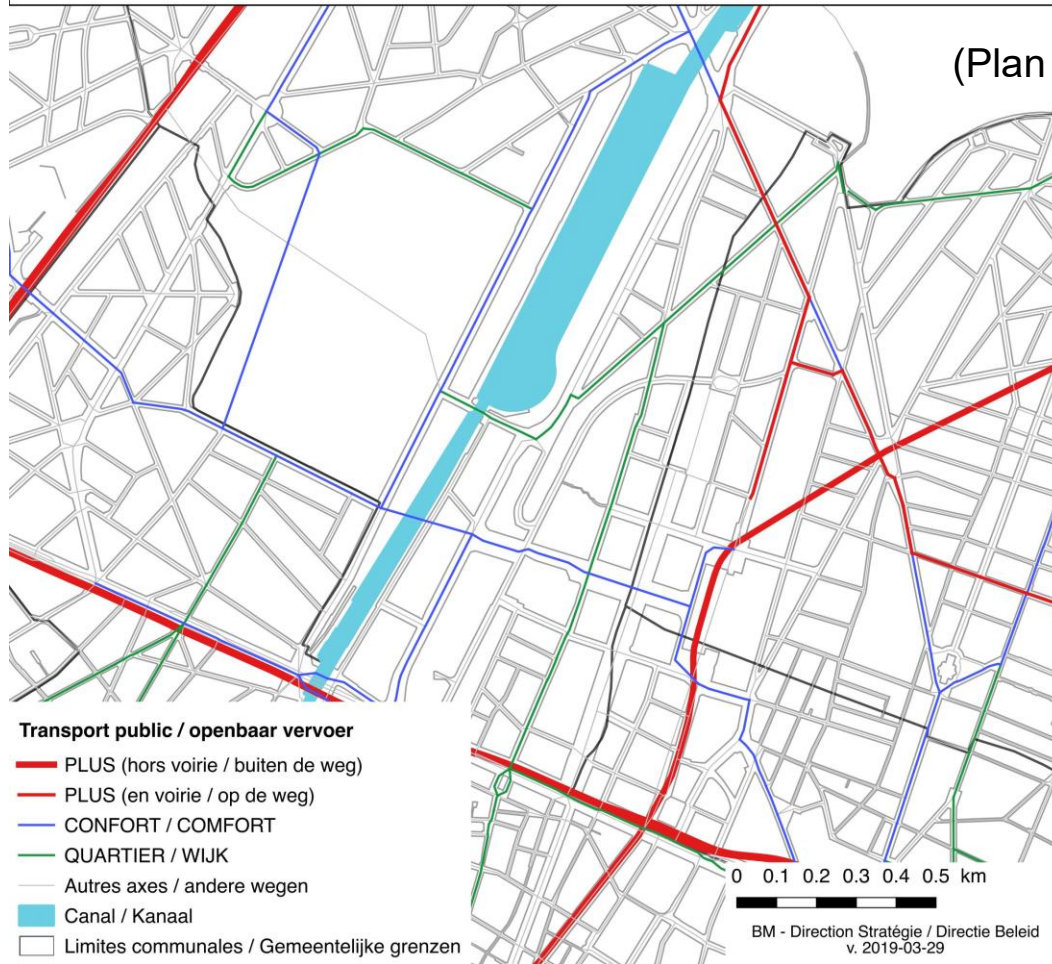 (Plan
Transport public / openbaar vervoer
PLUS (hors voirie / buiten de weg)
PLUS (en voirie / op de weg)
CONFORT / COMFORT
QUARTIER / WIJK
Autres axes / andere wegen
Canal / Kanaal
Limites communales / Gemeentelijke grenzen
0 0.1 0.2 0.3 0.4 0.5 km
BM - Direction Stratégie / Directie Beleid
v. 2019-03-29